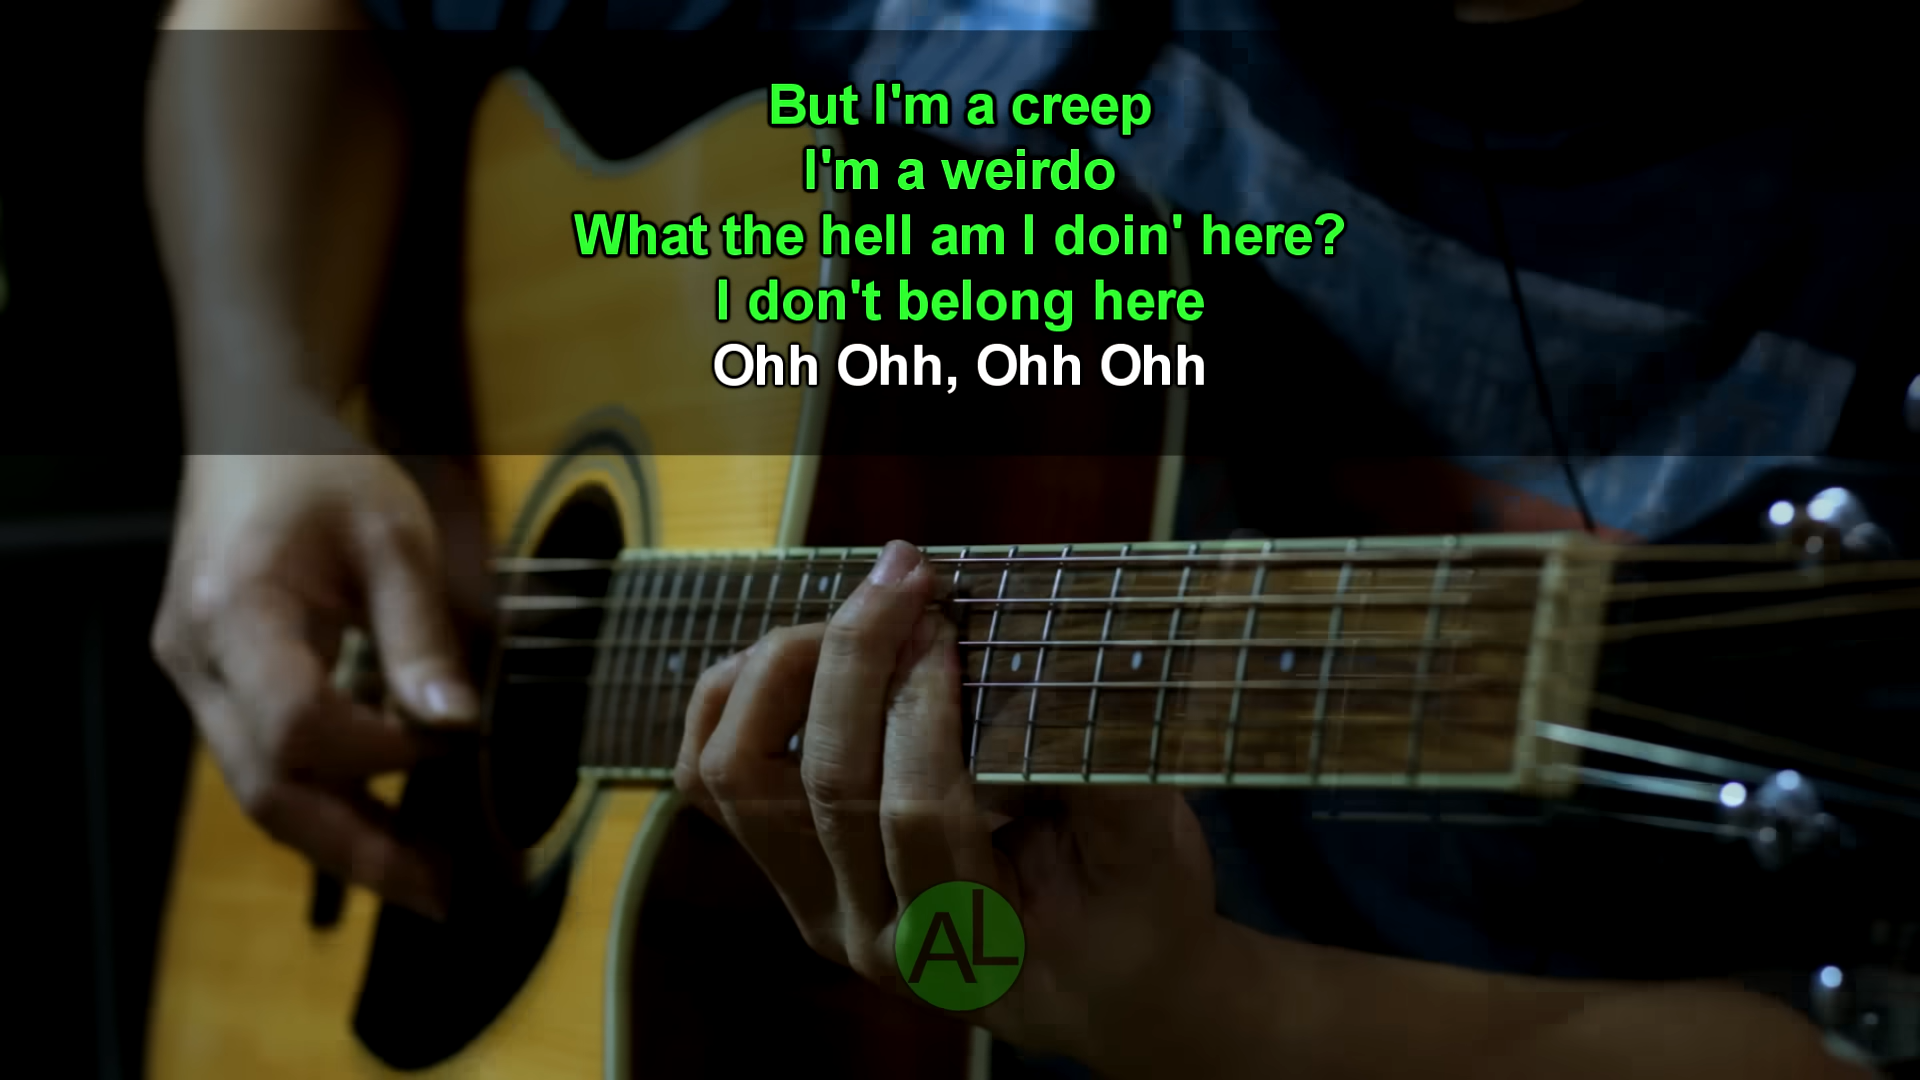 But I'm a creep
I'm a weirdo
What the hell am I doin' here?
I don't belong here
Ohh Ohh, Ohh Ohh
AL